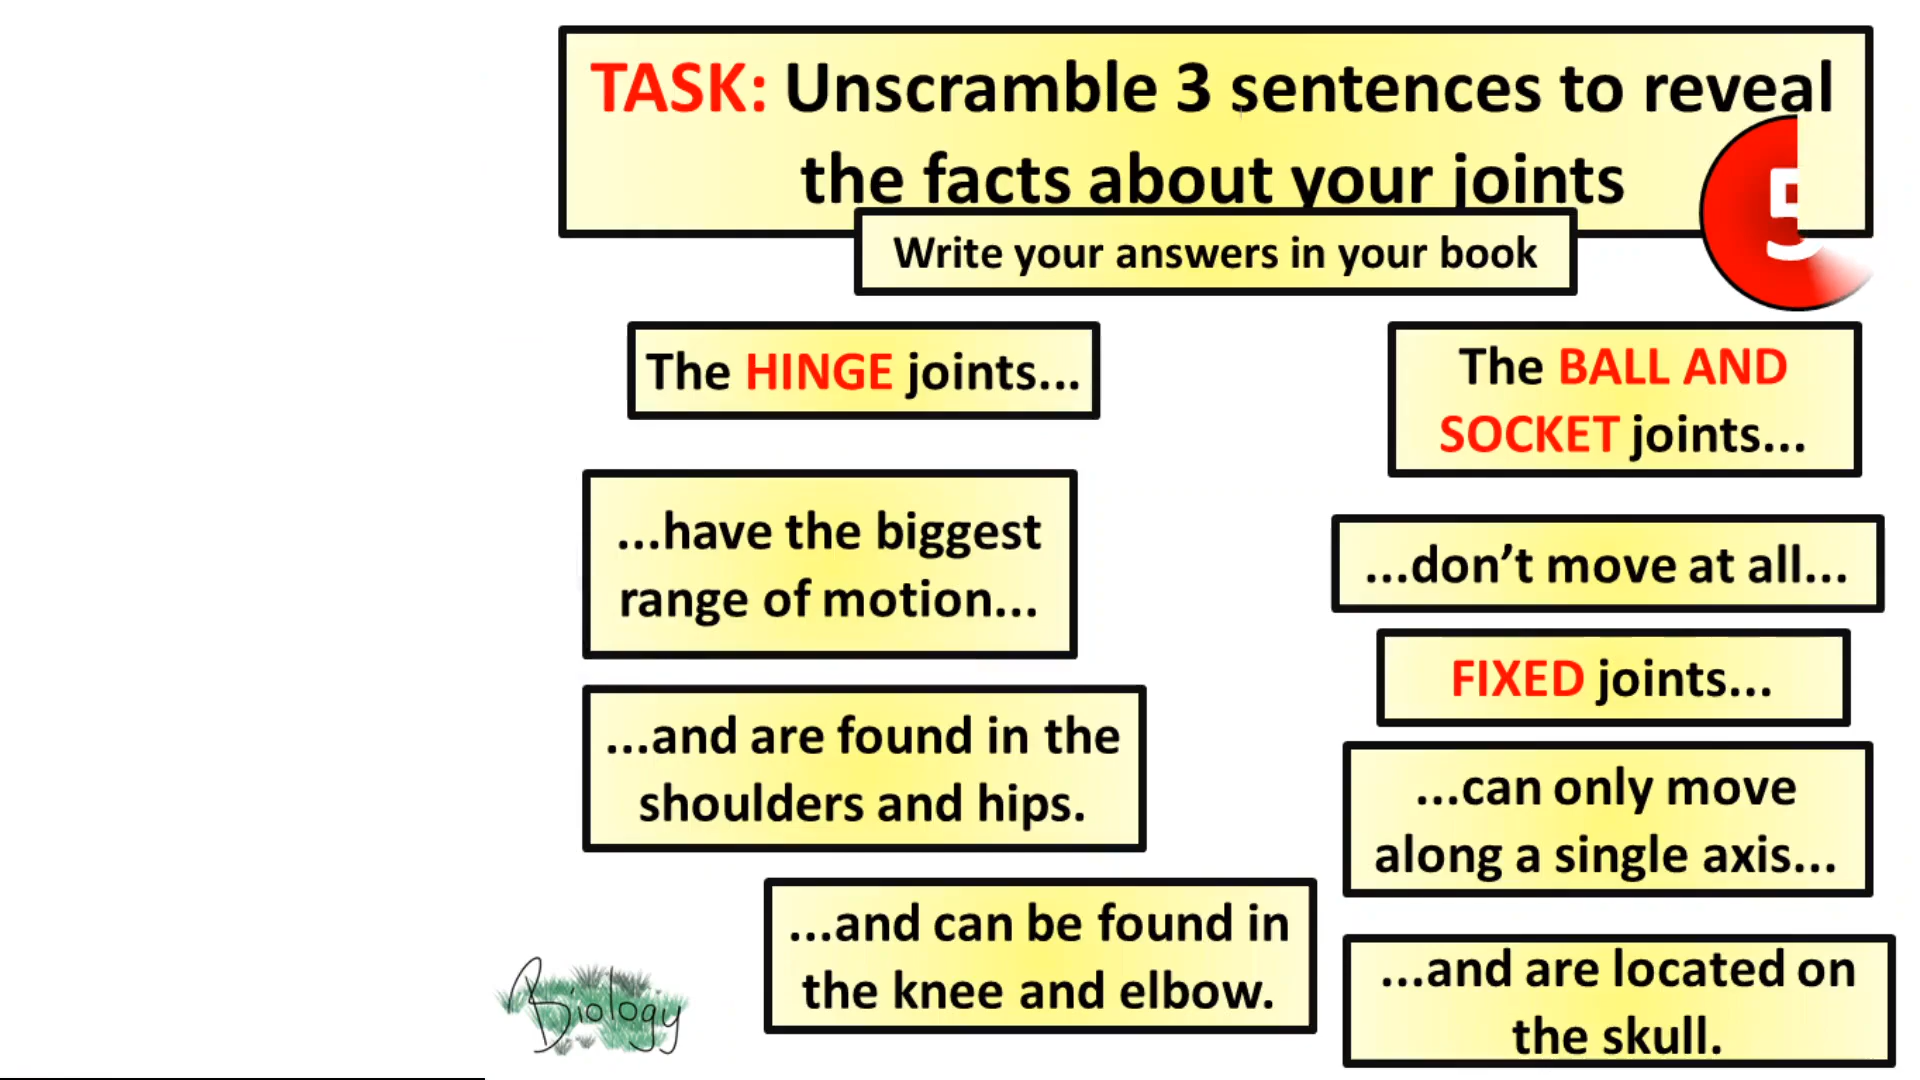 TASK: Unscramble 3 sentences to reveal
the facts about your joints
5
Write your answers in your book
The HINGE joints...
The BALL AND
SOCKET joints...
...have the biggest
range of motion...
...don’t move at all...
FIXED joints...
...and are found in the
shoulders and hips.
...can only move
along a single axis...
...and can be found in
the knee and elbow.
...and are located on
the skull.
Biology